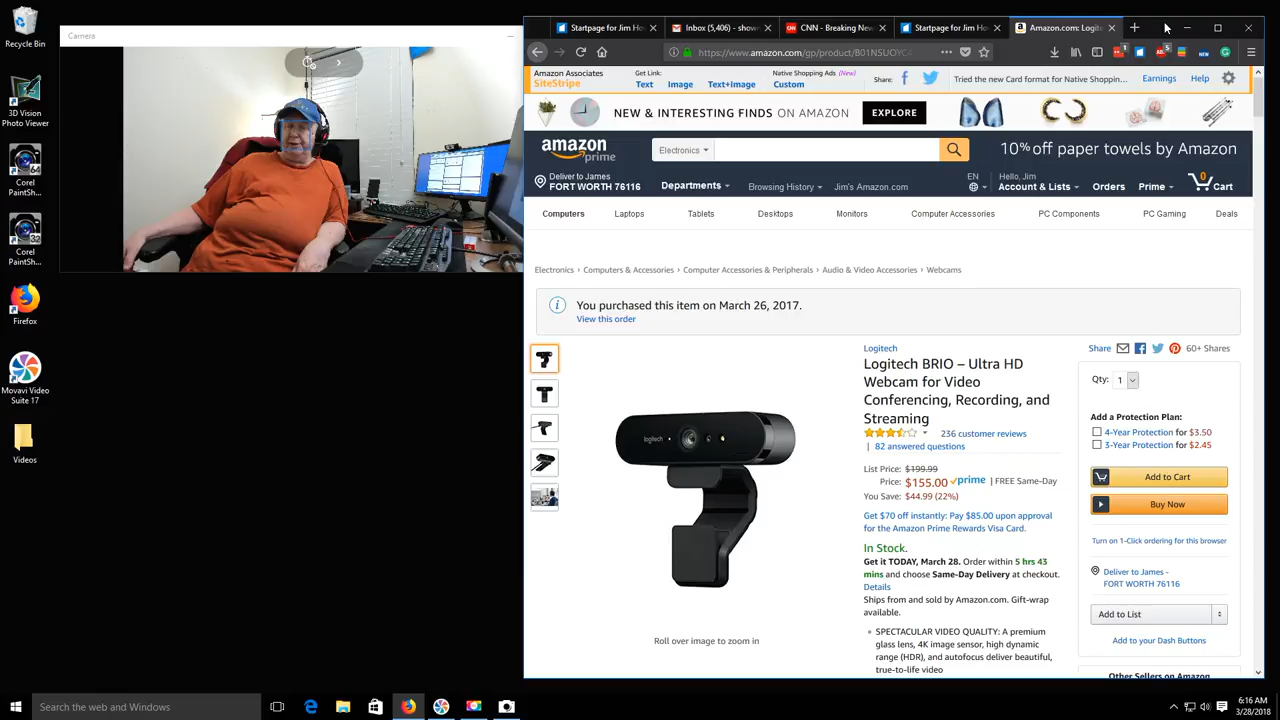 Recycle Bin
3D Vision
Photo Viewer
Corel
PaintSh...
Corel
PaintSh...
Firefox
Movavi Video
Suite 17
Videos
Camera
Startpage for Jim Ho
Inbox (5,406) - show
CNN - Breaking New
Startpage for Jim Ho
Amazon.com: Logite
https://www.amazon.com/gp/product/B01N5UOYC
Amazon Associates
SiteStripe
Get Link:
Text
Image
Text+Image
Native Shopping Ads (New)
Custom
Share:
Tried the new Card format for Native Shoppin...
Earnings
Help
NEW & INTERESTING FINDS ON AMAZON
EXPLORE
amazon
prime
Electronics
10% off paper towels by Amazon
Deliver to James
FORT WORTH 76116
Departments
Browsing History
Jim's Amazon.com
EN
Hello, Jim
Account & Lists
Orders
Prime
0
Cart
Computers
Laptops
Tablets
Desktops
Monitors
Computer Accessories
PC Components
PC Gaming
Deals
Electronics › Computers & Accessories › Computer Accessories & Peripherals › Audio & Video Accessories › Webcams
You purchased this item on March 26, 2017.
View this order
logitech
Roll over image to zoom in
Logitech
Logitech BRIO – Ultra HD
Webcam for Video
Conferencing, Recording, and
Streaming
236 customer reviews
| 82 answered questions
List Price: $199.99
Price: $155.00 prime | FREE Same-Day
You Save: $44.99 (22%)
Get $70 off instantly: Pay $85.00 upon approval
for the Amazon Prime Rewards Visa Card.
In Stock.
Get it TODAY, March 28. Order within 5 hrs 43
mins and choose Same-Day Delivery at checkout.
Details
Ships from and sold by Amazon.com. Gift-wrap
available.
• SPECTACULAR VIDEO QUALITY: A premium
glass lens, 4K image sensor, high dynamic
range (HDR), and autofocus deliver beautiful,
true-to-life video
Share
60+ Shares
Qty: 1
Add a Protection Plan:
4-Year Protection for $3.50
3-Year Protection for $2.45
Add to Cart
Buy Now
Turn on 1-Click ordering for this browser
Deliver to James -
FORT WORTH 76116
Add to List
Add to your Dash Buttons
Other Sellers on Amazon
Search the web and Windows
6:16 AM
3/28/2018